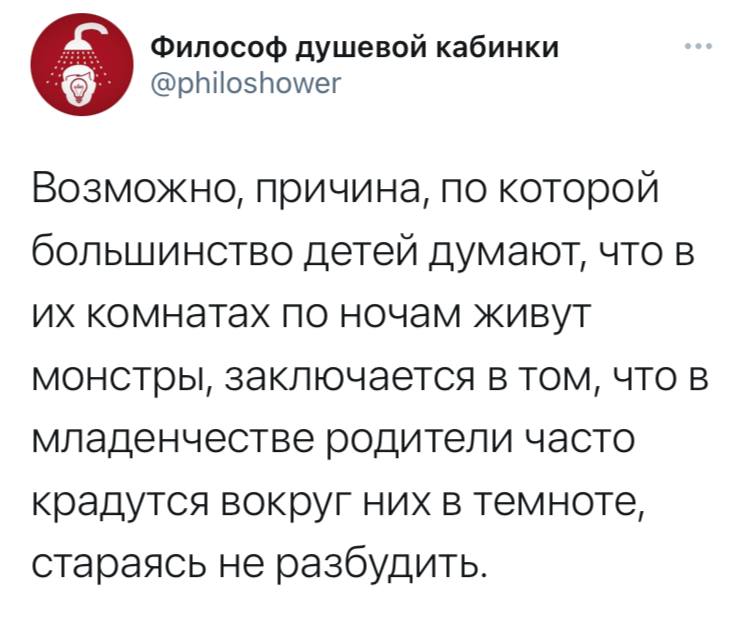 Философ душевой кабинки
@philoshower
Возможно, причина, по которой
большинство детей думают, что в
их комнатах по ночам живут
монстры, заключается в том, что в
младенчестве родители часто
крадутся вокруг них в темноте,
стараясь не разбудить.